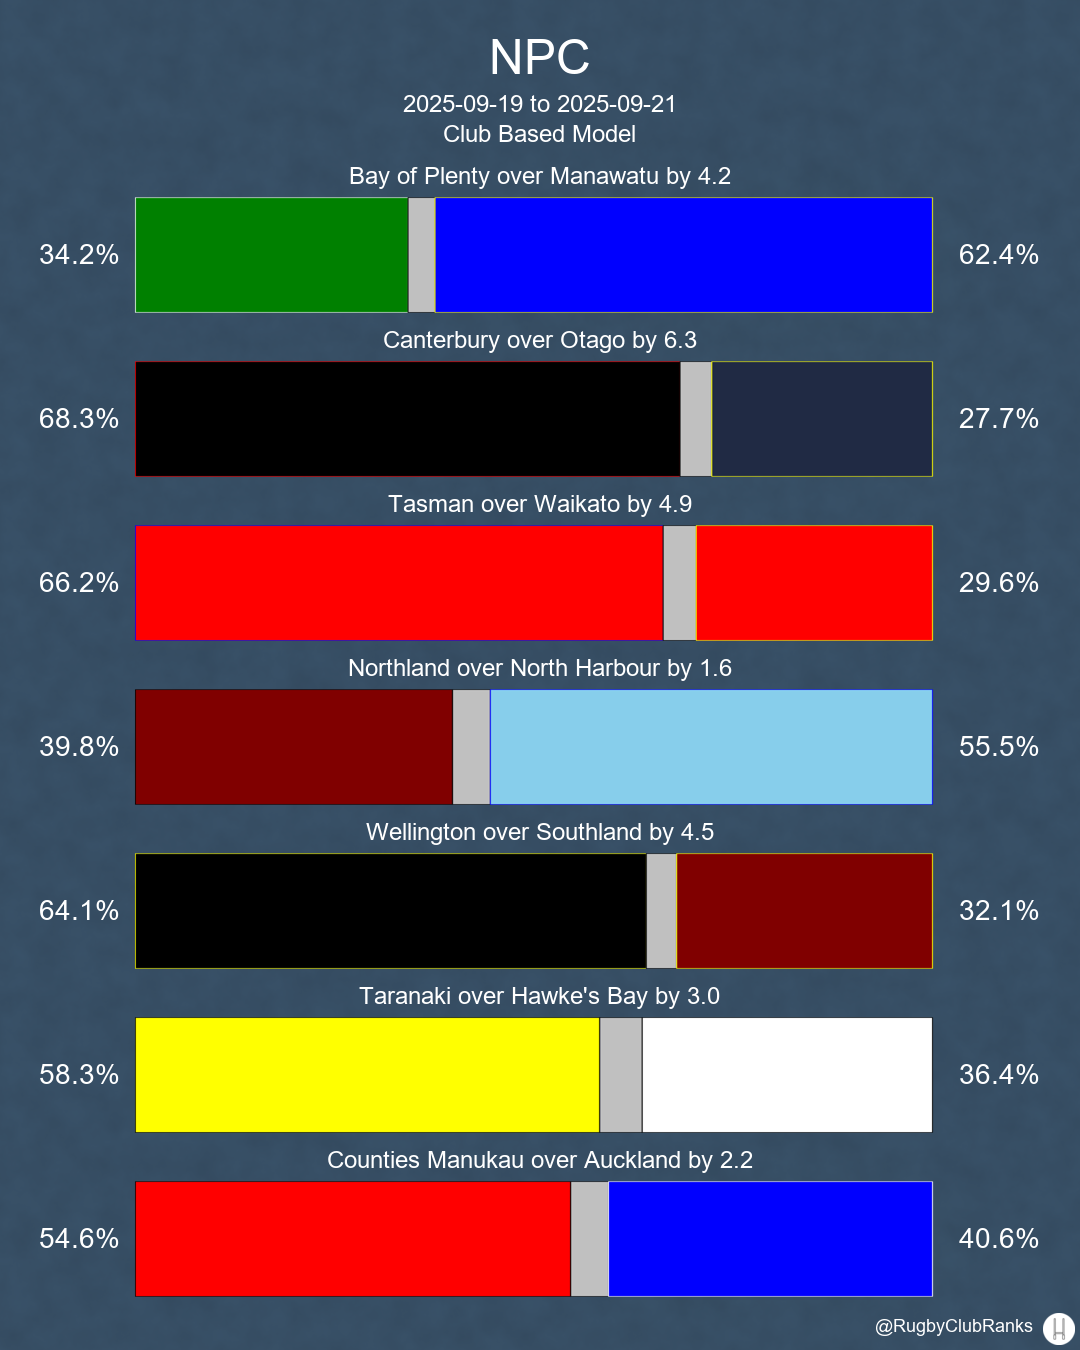 NPC
2025-09-19 to 2025-09-21
Club Based Model
Bay of Plenty over Manawatu by 4.2
34.2%
62.4%
Canterbury over Otago by 6.3
68.3%
27.7%
Tasman over Waikato by 4.9
66.2%
29.6%
Northland over North Harbour by 1.6
39.8%
55.5%
Wellington over Southland by 4.5
64.1%
32.1%
Taranaki over Hawke's Bay by 3.0
58.3%
36.4%
Counties Manukau over Auckland by 2.2
54.6%
40.6%
@RugbyClubRanks